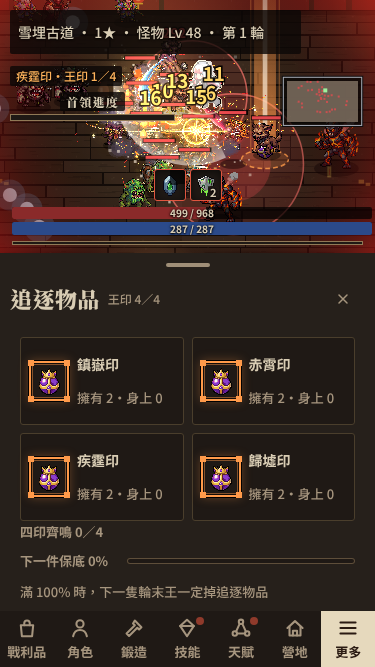 雪埋古道 • 1★ • 怪物 Lv 48 • 第 1 輪
疾霆印・王印 1／4
首領進度
13
11
16
156
2
499 / 968
287 / 287
追逐物品 王印 4／4
鎮嶽印
擁有 2・身上 0
赤霄印
擁有 2・身上 0
疾霆印
擁有 2・身上 0
歸墟印
擁有 2・身上 0
四印齊鳴 0／4
下一件保底 0%
滿 100% 時，下一隻輪末王一定掉追逐物品
戰利品
角色
鍛造
技能
天賦
營地
更多